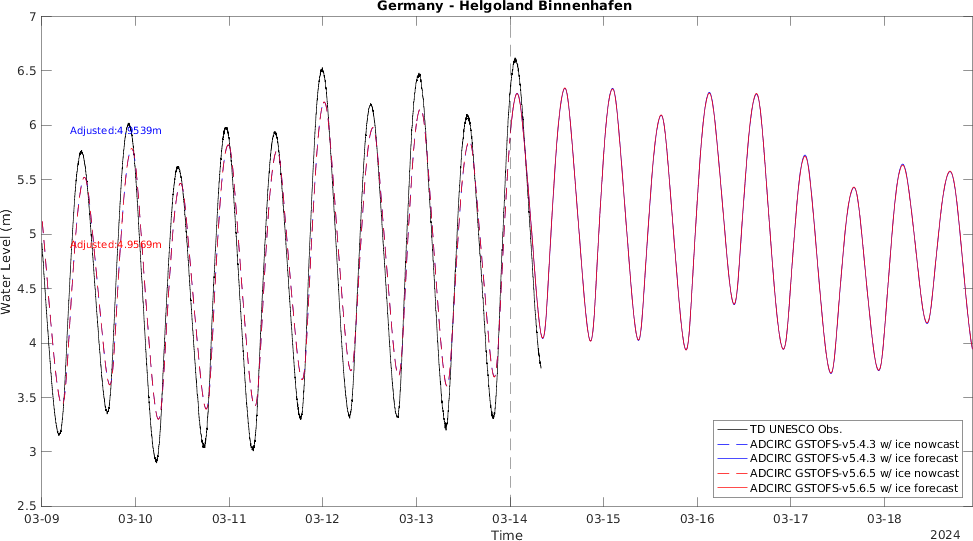 Germany - Helgoland Binnenhafen
7
6.5
6
5.5
5
4.5
4
3.5
3
2.5
Water Level (m)
Adjusted:4.9539m
Adjusted:4.9569m
TD UNESCO Obs.
ADCIRC GSTOFS-v5.4.3 w/ ice nowcast
ADCIRC GSTOFS-v5.4.3 w/ ice forecast
ADCIRC GSTOFS-v5.6.5 w/ ice nowcast
ADCIRC GSTOFS-v5.6.5 w/ ice forecast
03-09 03-10 03-11 03-12 03-13 03-14 03-15 03-16 03-17 03-18
Time
2024